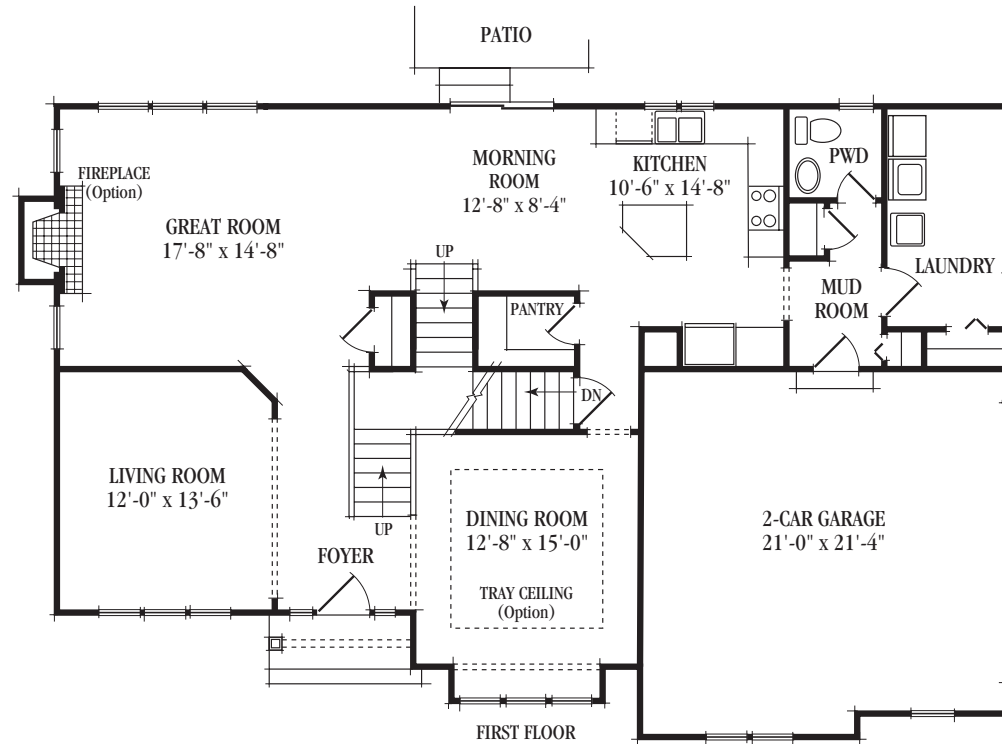 PATIO
FIREPLACE
(Option)
GREAT ROOM
17'-8" x 14'-8"
MORNING
ROOM
12'-8" x 8'-4"
KITCHEN
10'-6" x 14'-8"
PWD
UP
PANTRY
MUD
ROOM
LAUNDRY
DN
LIVING ROOM
12'-0" x 13'-6"
UP
FOYER
DINING ROOM
12'-8" x 15'-0"
TRAY CEILING
(Option)
2-CAR GARAGE
21'-0" x 21'-4"
FIRST FLOOR